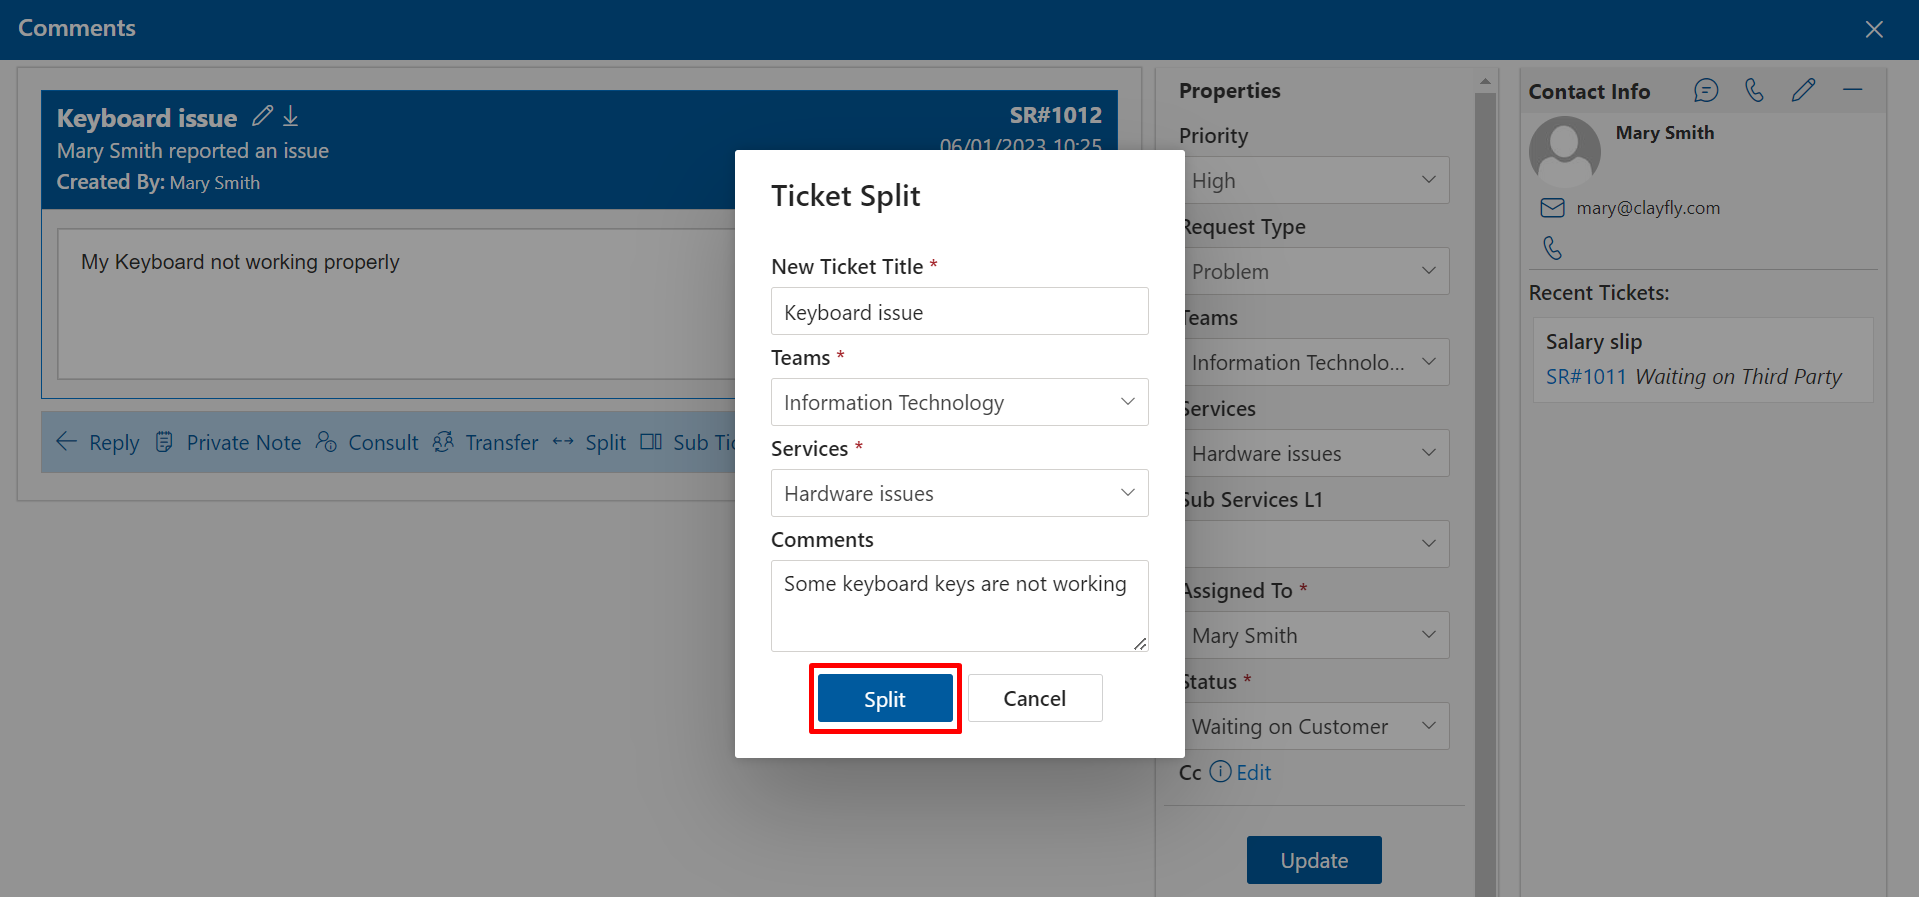 Comments
Keyboard issue
SR#1012
Mary Smith reported an issue
06/01/2023 10:25
Created By: Mary Smith
My Keyboard not working properly
Reply Private Note Consult Transfer Split Sub
Ticket Split
New Ticket Title *
Keyboard issue
Teams *
Information Technology
Services *
Hardware issues
Comments
Some keyboard keys are not working
Split Cancel
Properties
Priority
High
Request Type
Problem
Teams
Information Technolo...
Services
Hardware issues
Sub Services L1
Assigned To *
Mary Smith
Status *
Waiting on Customer
Cc Edit
Update
Contact Info
Mary Smith
mary@clayfly.com
Recent Tickets:
Salary slip
SR#1011 Waiting on Third Party